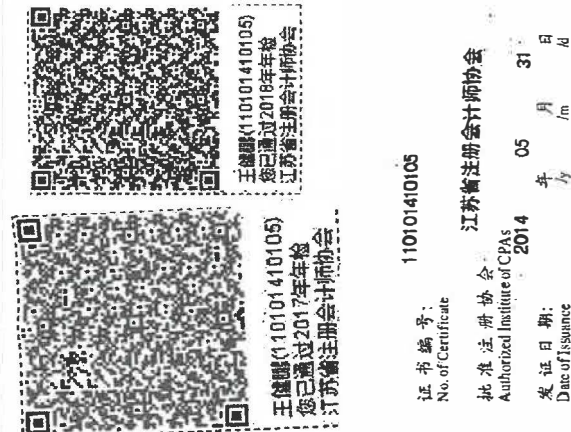 王健鹏(110101410105)
您已通过2018年年检
江苏省注册会计师协会
王健鹏(110101410105)
您已通过2017年年检
江苏省注册会计师协会
证书编号: 110101410105
No. of Certificate
批准注册协会: 江苏省注册会计师协会
Authorized Institute of CPAs
发证日期: 2014 年 05 月 31 日
Date of Issuance /y /m /d